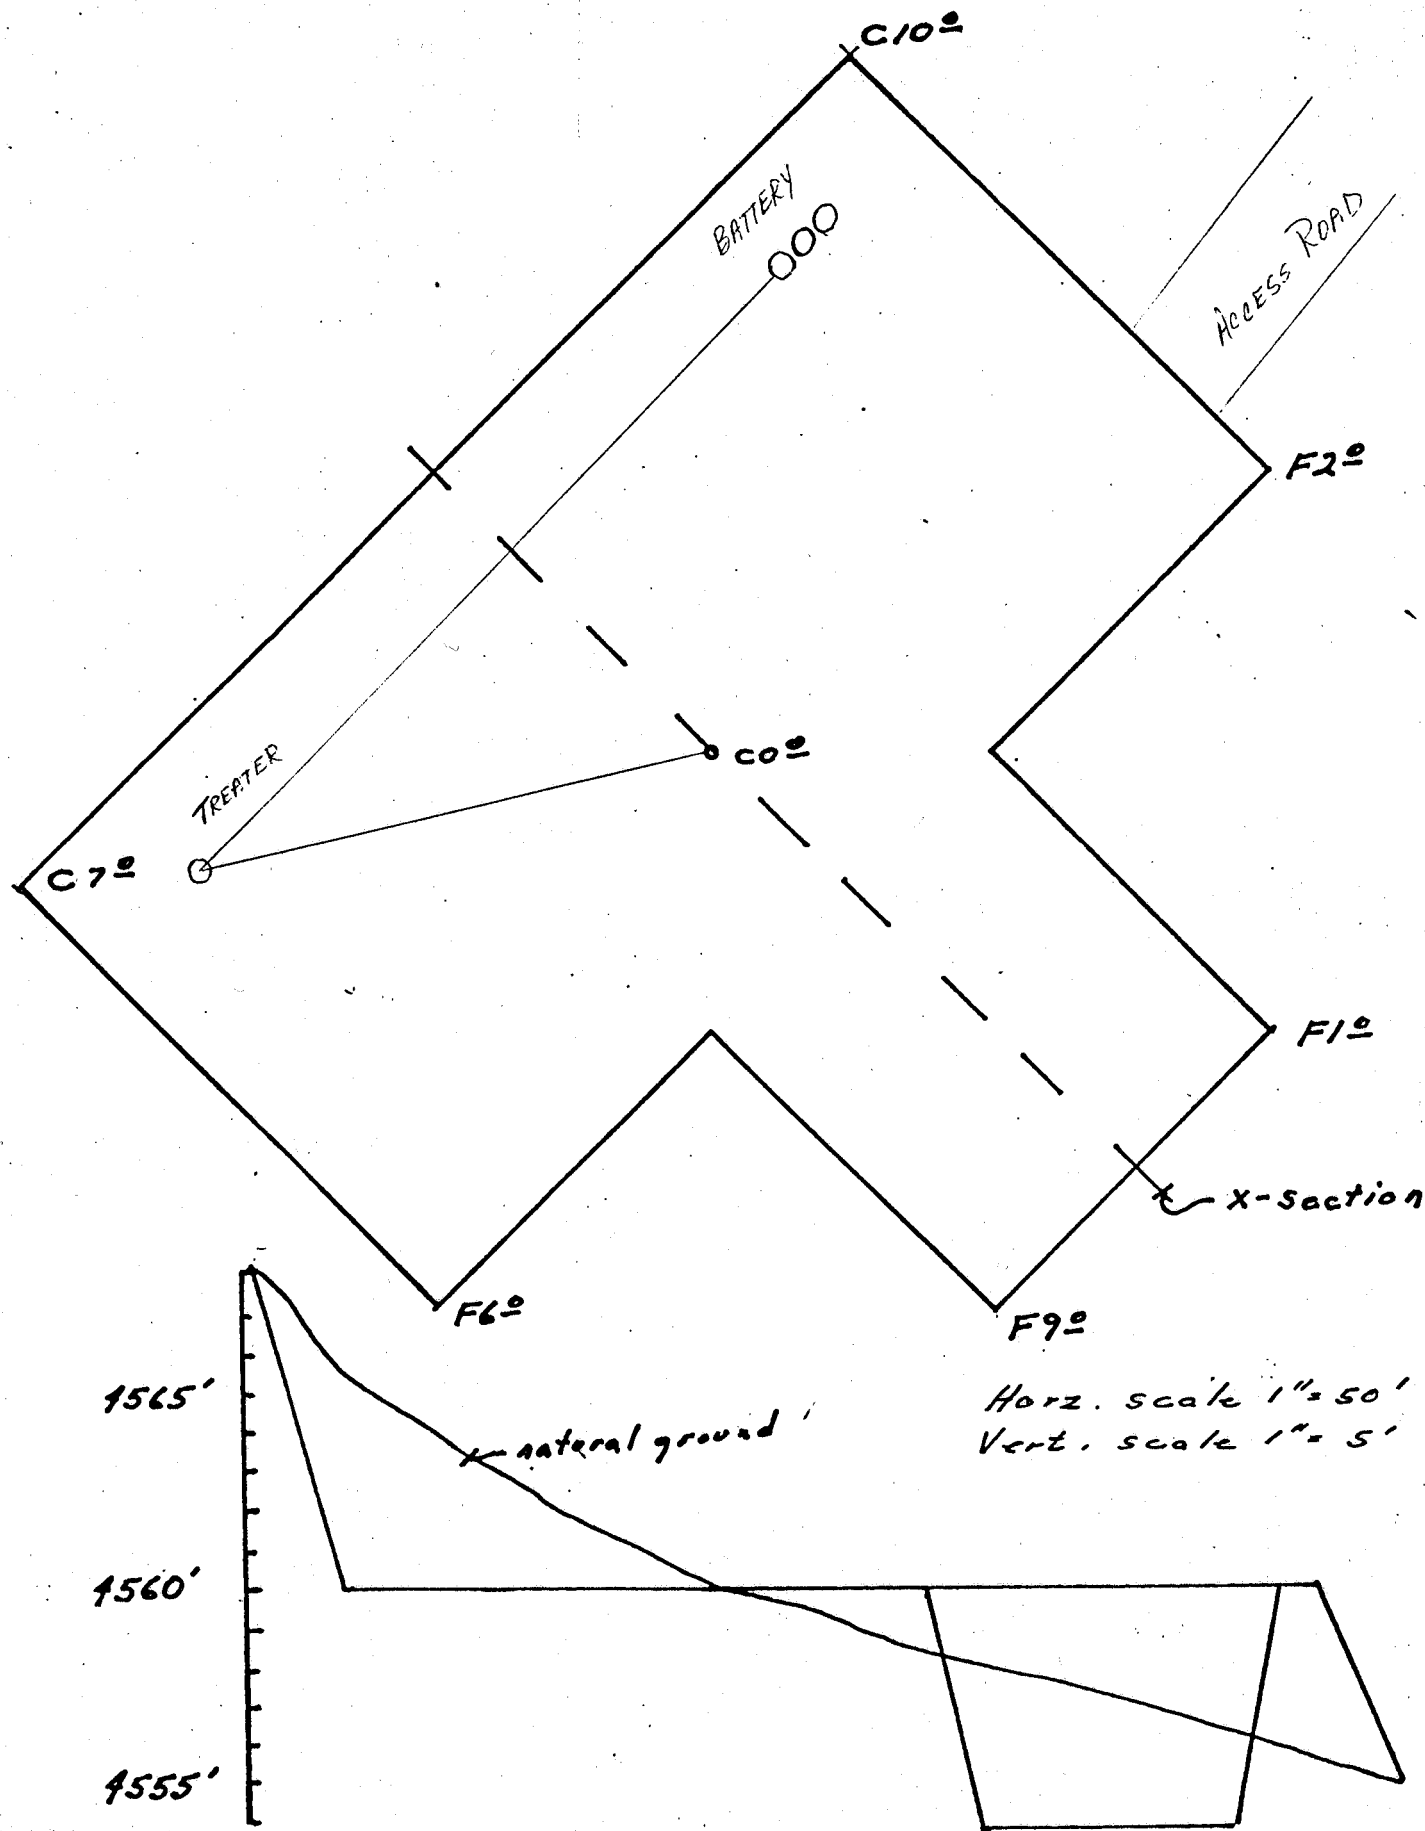 C10º
BATTERY
ACCESS ROAD
F2º
C0º
TREATER
C7º
F1º
X-section
F6º
F9º
Horz. scale 1"=50'
Vert. scale 1"=5'
4565'
natural ground
4560'
4555'